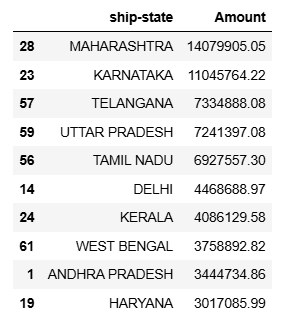 ship-state Amount
28 MAHARASHTRA 14079905.05
23 KARNATAKA 11045764.22
57 TELANGANA 7334888.08
59 UTTAR PRADESH 7241397.08
56 TAMIL NADU 6927557.30
14 DELHI 4468688.97
24 KERALA 4086129.58
61 WEST BENGAL 3758892.82
1 ANDHRA PRADESH 3444734.86
19 HARYANA 3017085.99